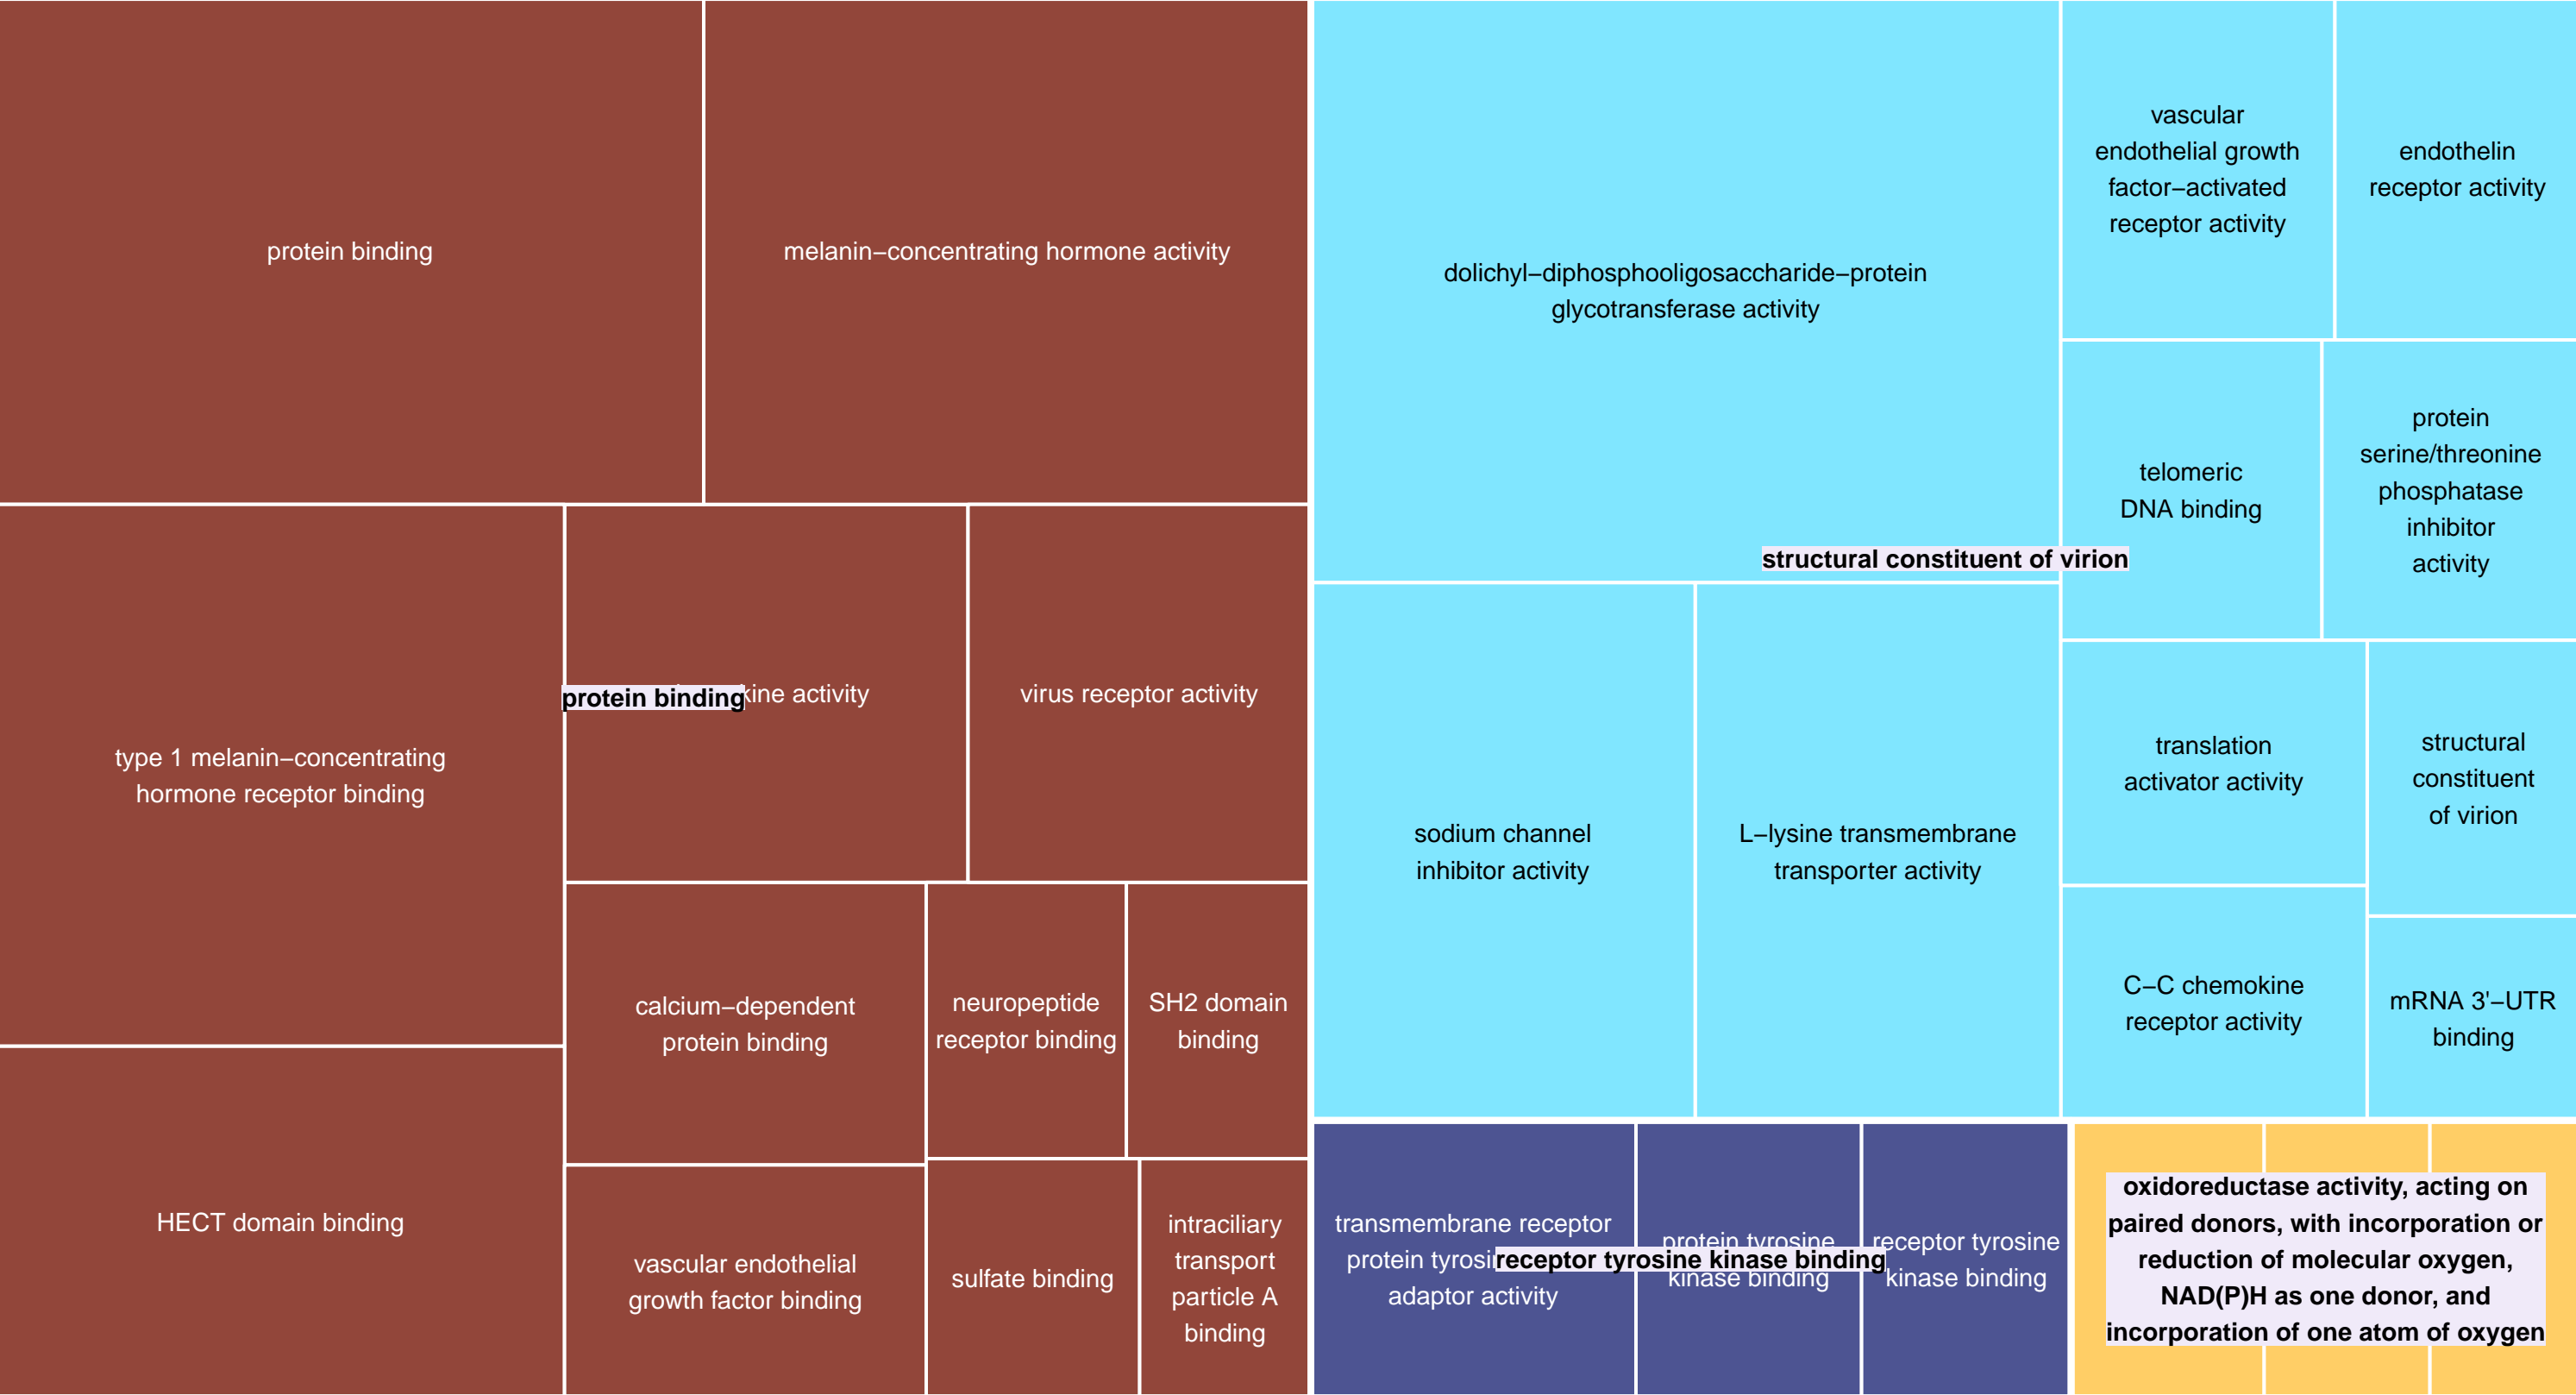 protein binding
melanin–concentrating hormone activity
type 1 melanin–concentrating
hormone receptor binding
protein binding
activity
virus receptor activity
HECT domain binding
calcium–dependent
protein binding
neuropeptide
receptor binding
SH2 domain
binding
vascular endothelial
growth factor binding
sulfate binding
intraciliary
transport
particle A
binding
dolichyl–diphosphooligosaccharide–protein
glycotransferase activity
vascular
endothelial growth
factor–activated
receptor activity
endothelin
receptor activity
telomeric
DNA binding
protein
serine/threonine
phosphatase
inhibitor
activity
structural constituent of virion
sodium channel
inhibitor activity
L–lysine transmembrane
transporter activity
translation
activator activity
structural
constituent
of virion
C–C chemokine
receptor activity
mRNA 3'–UTR
binding
transmembrane receptor
protein
adaptor activity
receptor tyrosine kinase binding
protein tyrosine
kinase binding
receptor tyrosine
kinase binding
oxidoreductase activity, acting on
paired donors, with incorporation or
reduction of molecular oxygen,
NAD(P)H as one donor, and
incorporation of one atom of oxygen